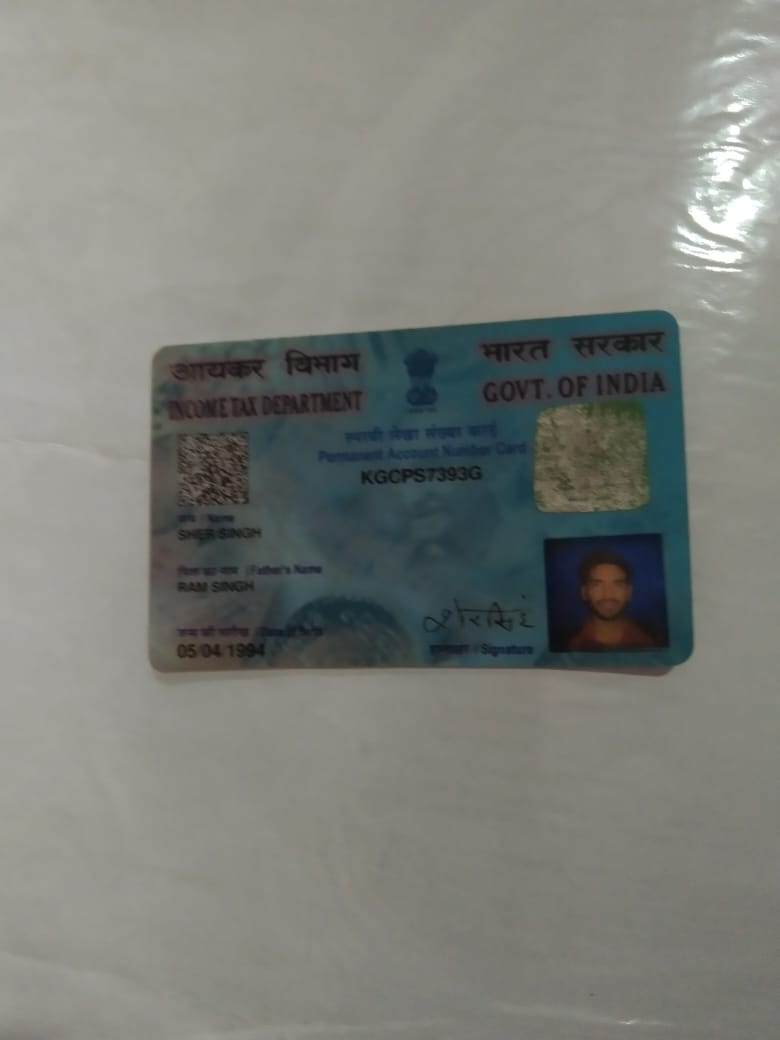 आयकर विभाग
INCOME TAX DEPARTMENT
भारत सरकार
GOVT. OF INDIA
स्थायी लेखा संख्या कार्ड
Permanent Account Number Card
KGCPS7393G
नाम / Name
SHER SINGH
पिता का नाम / Father's Name
RAM SINGH
जन्म की तारीख / Date of Birth
05/04/1994
शेरसिंह
हस्ताक्षर / Signature